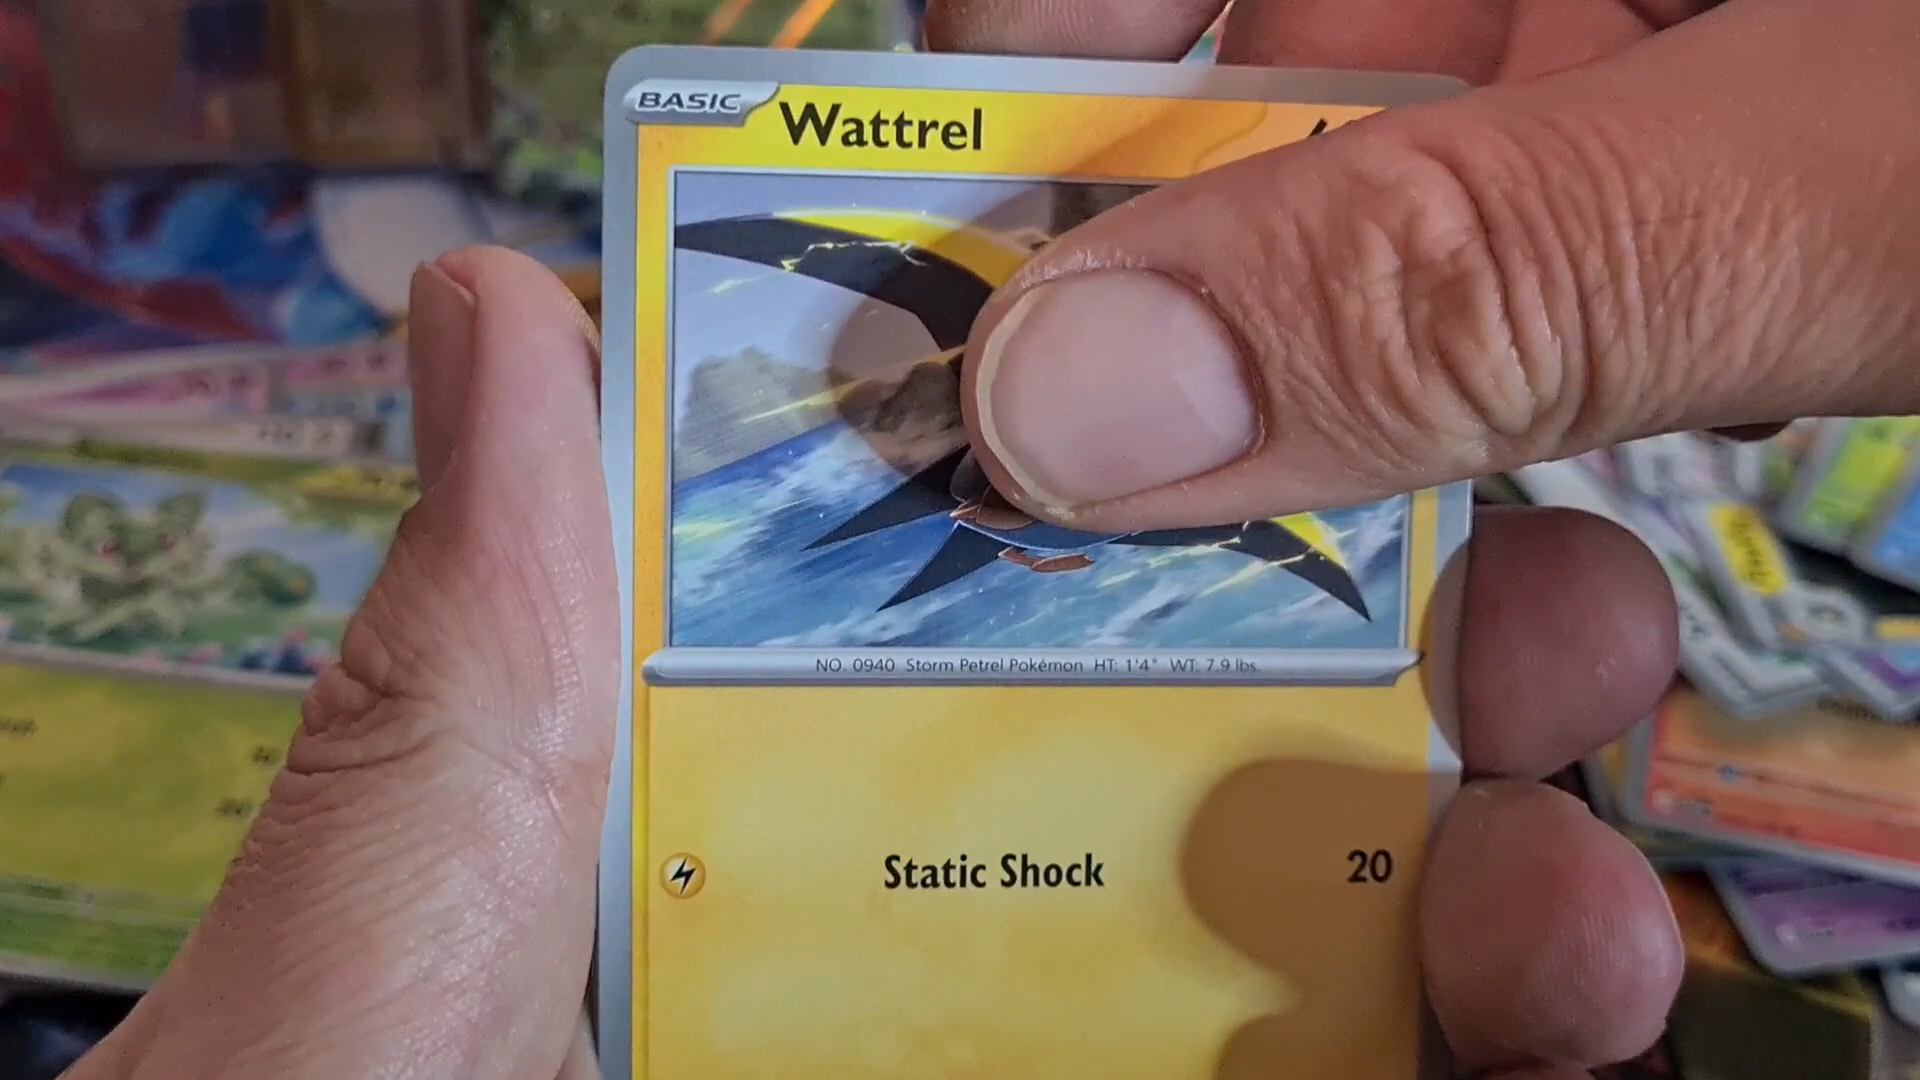 BASIC
Wattrel
NO. 0940 Storm Petrel Pokémon HT: 1'4" WT: 7.9 lbs.
Static Shock 20